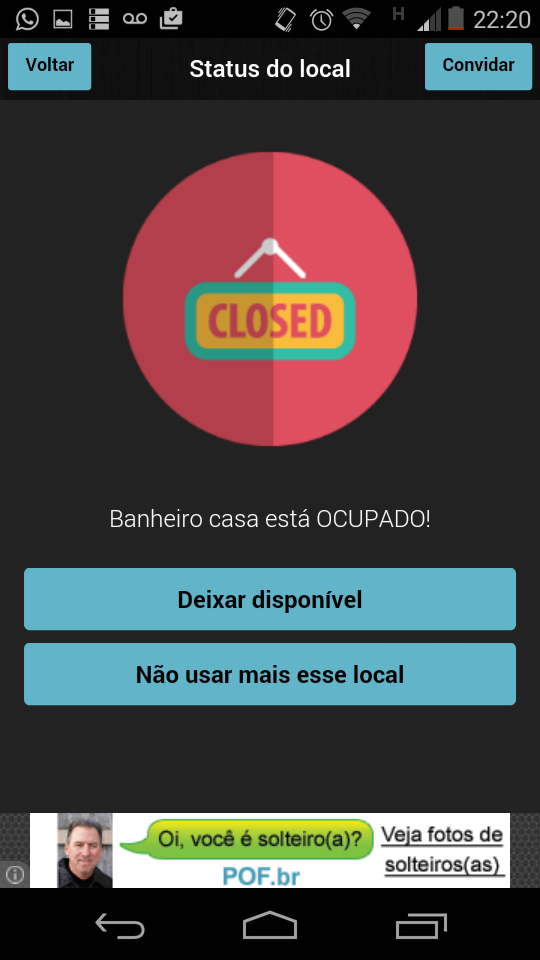 H 22:20
Voltar Status do local Convidar
CLOSED
Banheiro casa está OCUPADO!
Deixar disponível
Não usar mais esse local
Oi, você é solteiro(a)? Veja fotos de
POF.br solteiros(as)